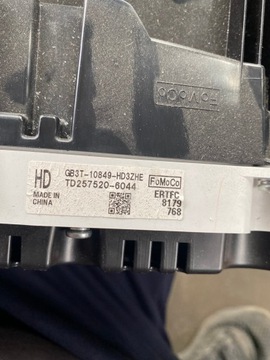 HD
GB3T-10849-HD3ZHE
FoMoCo
TD257520-6044
MADE IN
CHINA
ERTFC
8179
768